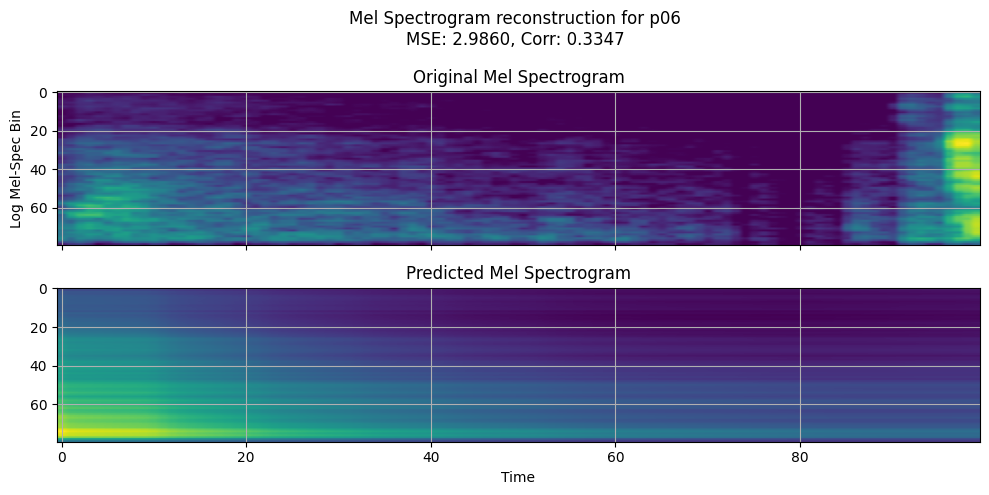 Mel Spectrogram reconstruction for p06
MSE: 2.9860, Corr: 0.3347
Original Mel Spectrogram
Log Mel-Spec Bin
0
20
40
60
Predicted Mel Spectrogram
0
20
40
60
0 20 40 60 80
Time